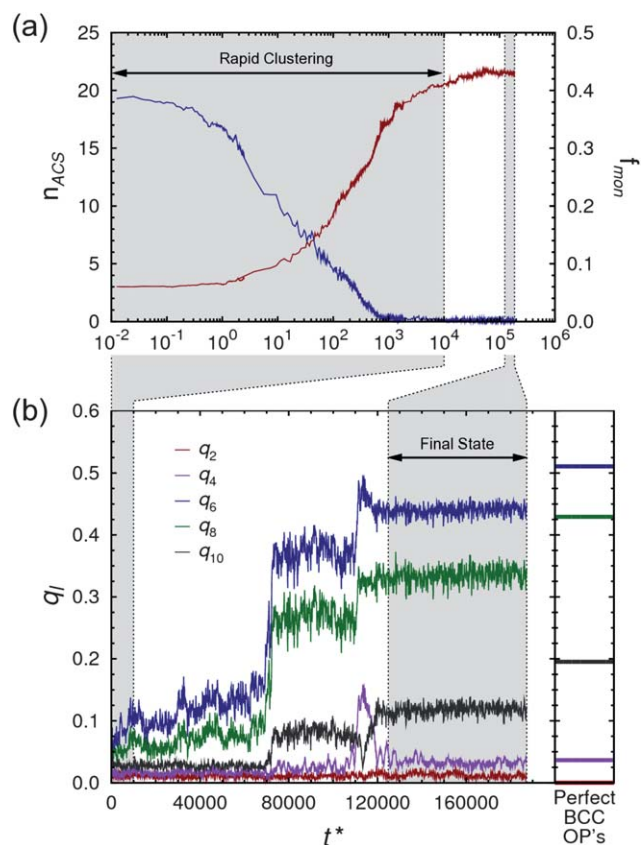 (a)
25
20
15
10
5
0
n_ACS
Rapid Clustering
0.5
0.4
0.3
0.2
0.1
0.0
f_mon
10^-2
10^-1
10^0
10^1
10^2
10^3
10^4
10^5
10^6
(b)
0.6
0.5
0.4
0.3
0.2
0.1
0.0
q_l
q_2
q_4
q_6
q_8
q_10
Final State
0
40000
80000
120000
160000
t*
Perfect
BCC
OP's